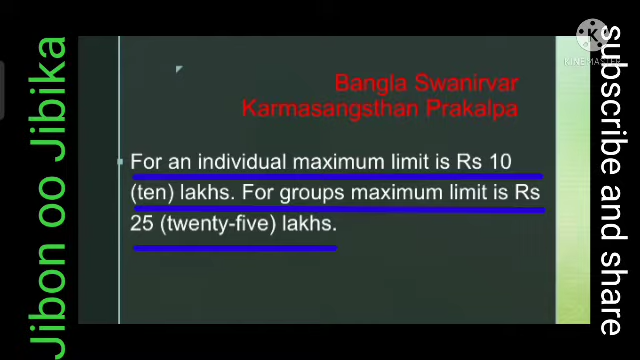 Jibon oo Jibika
Bangla Swanirvar
Karmasangsthan Prakalpa
For an individual maximum limit is Rs 10
(ten) lakhs. For groups maximum limit is Rs
25 (twenty-five) lakhs.
subscribe and share
K
KINEMASTER